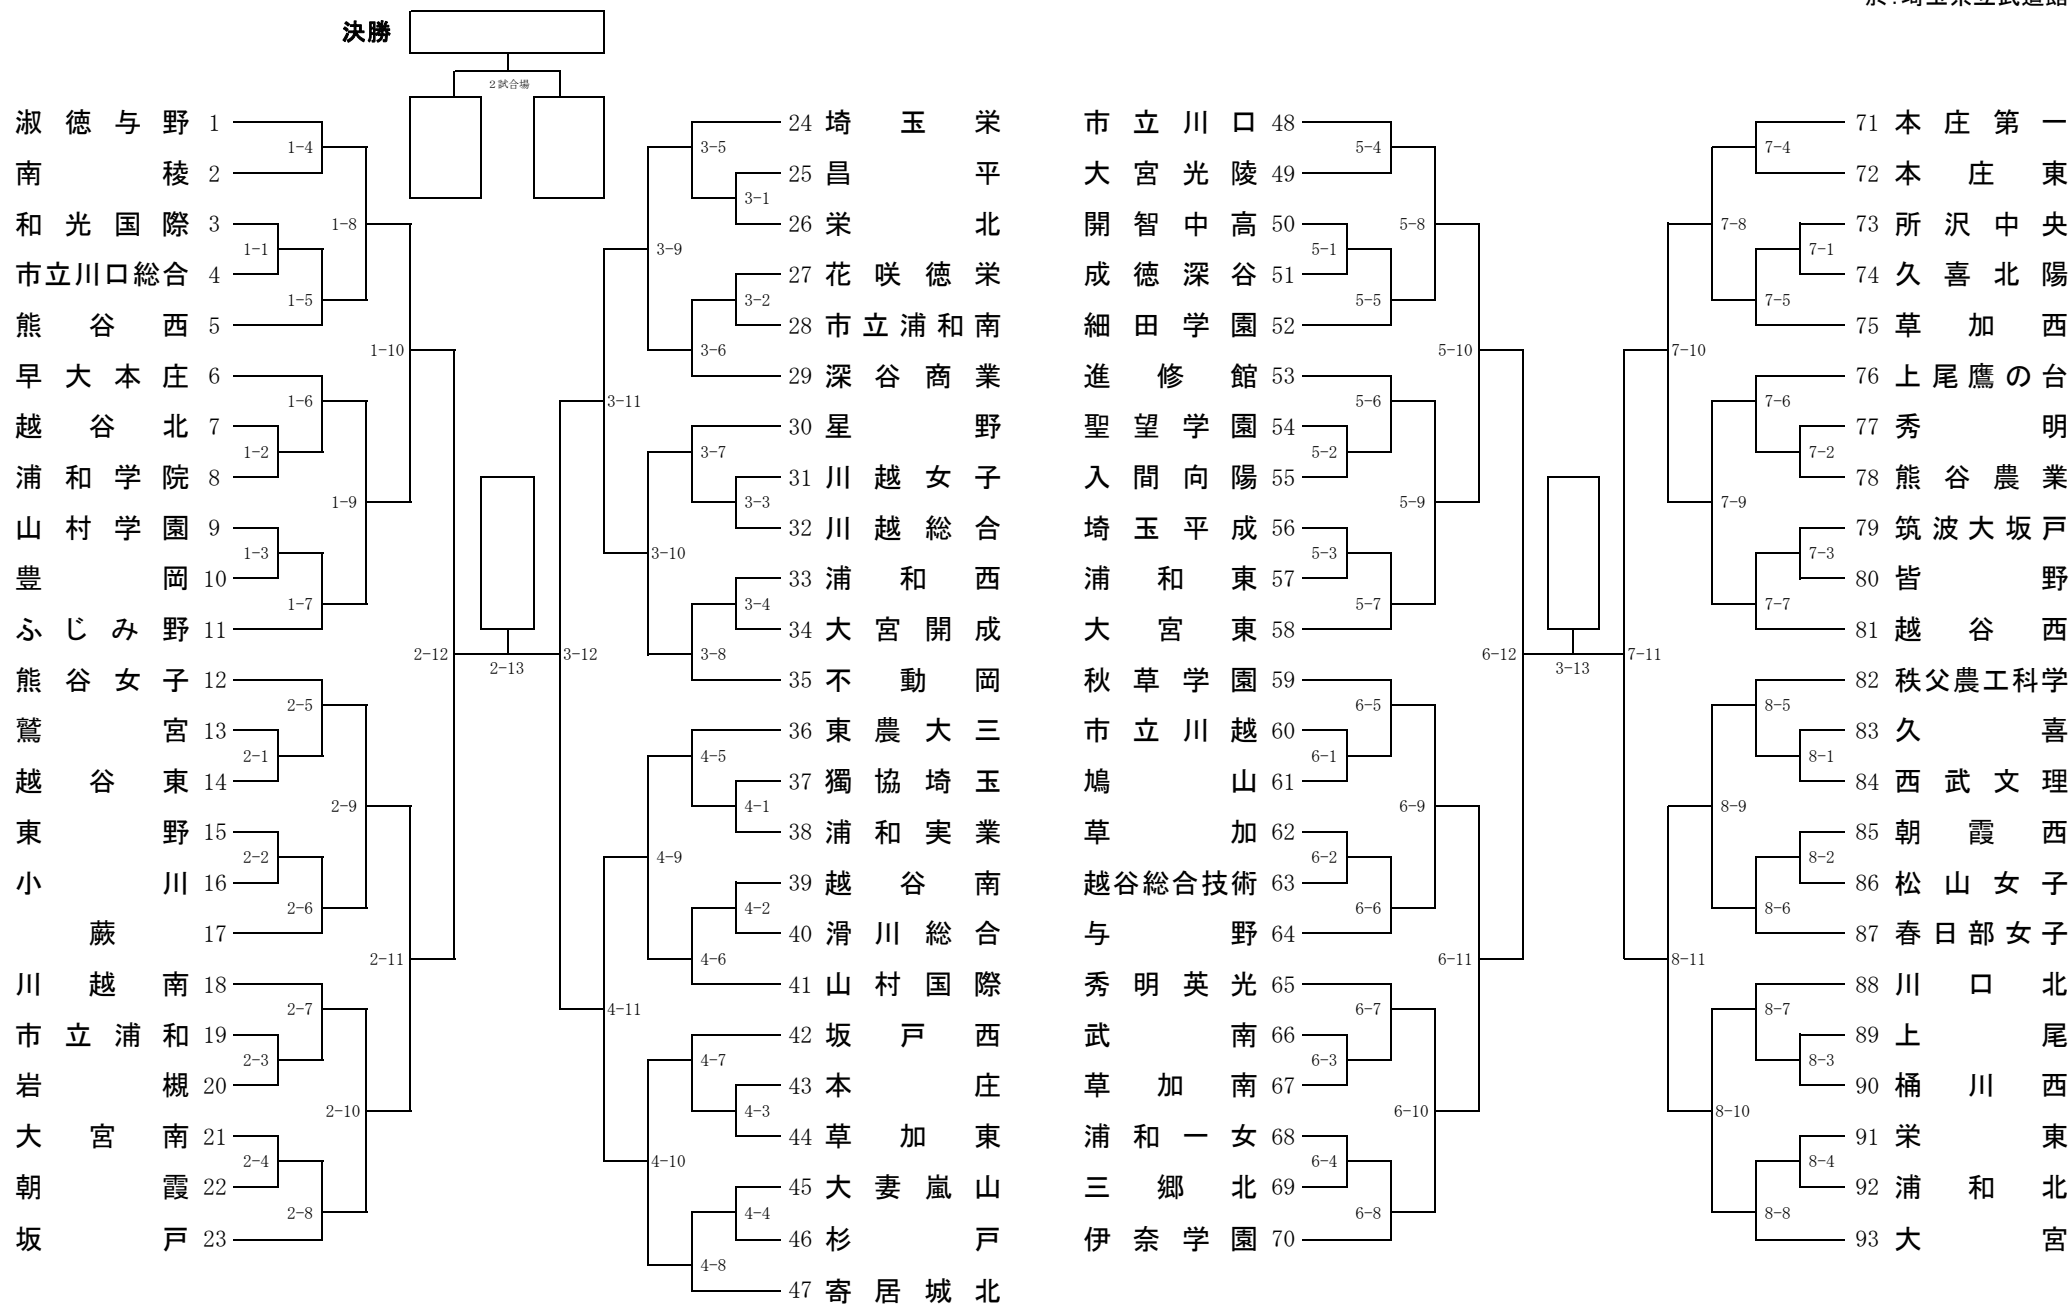 於:埼玉県立武道館
決勝
2試合場
淑徳与野 1
南稜 2
和光国際 3
市立川口総合 4
熊谷西 5
早大本庄 6
越谷北 7
浦和学院 8
山村学園 9
豊岡 10
ふじみ野 11
熊谷女子 12
鷲宮 13
越谷東 14
東野 15
小川 16
蕨 17
川越南 18
市立浦和 19
岩槻 20
大宮南 21
朝霞 22
坂戸 23
1-4
1-1
1-5
1-8
1-10
1-6
1-2
1-9
1-3
1-7
2-12
2-5
2-1
2-9
2-2
2-6
2-11
2-7
2-3
2-10
2-4
2-8
2-13
24 埼玉栄
25 昌平
26 栄北
27 花咲徳栄
28 市立浦和南
29 深谷商業
30 星野
31 川越女子
32 川越総合
33 浦和西
34 大宮開成
35 不動岡
36 東農大三
37 獨協埼玉
38 浦和実業
39 越谷南
40 滑川総合
41 山村国際
42 坂戸西
43 本庄
44 草加東
45 大妻嵐山
46 杉戸
47 寄居城北
3-5
3-1
3-9
3-2
3-6
3-11
3-7
3-3
3-10
3-4
3-8
3-12
4-5
4-1
4-9
4-2
4-6
4-11
4-7
4-3
4-10
4-4
4-8
市立川口 48
大宮光陵 49
開智中高 50
成徳深谷 51
細田学園 52
進修館 53
聖望学園 54
入間向陽 55
埼玉平成 56
浦和東 57
大宮東 58
秋草学園 59
市立川越 60
鳩山 61
草加 62
越谷総合技術 63
与野 64
秀明英光 65
武南 66
草加南 67
浦和一女 68
三郷北 69
伊奈学園 70
5-4
5-1
5-8
5-5
5-10
5-6
5-2
5-9
5-3
5-7
6-12
6-5
6-1
6-9
6-2
6-6
6-11
6-7
6-3
6-10
6-4
6-8
3-13
71 本庄第一
72 本庄東
73 所沢中央
74 久喜北陽
75 草加西
76 上尾鷹の台
77 秀明
78 熊谷農業
79 筑波大坂戸
80 皆野
81 越谷西
82 秩父農工科学
83 久喜
84 西武文理
85 朝霞西
86 松山女子
87 春日部女子
88 川口北
89 上尾
90 桶川西
91 栄東
92 浦和北
93 大宮
7-4
7-8
7-1
7-5
7-10
7-6
7-2
7-9
7-3
7-7
7-11
8-5
8-1
8-9
8-2
8-6
8-11
8-7
8-3
8-10
8-4
8-8